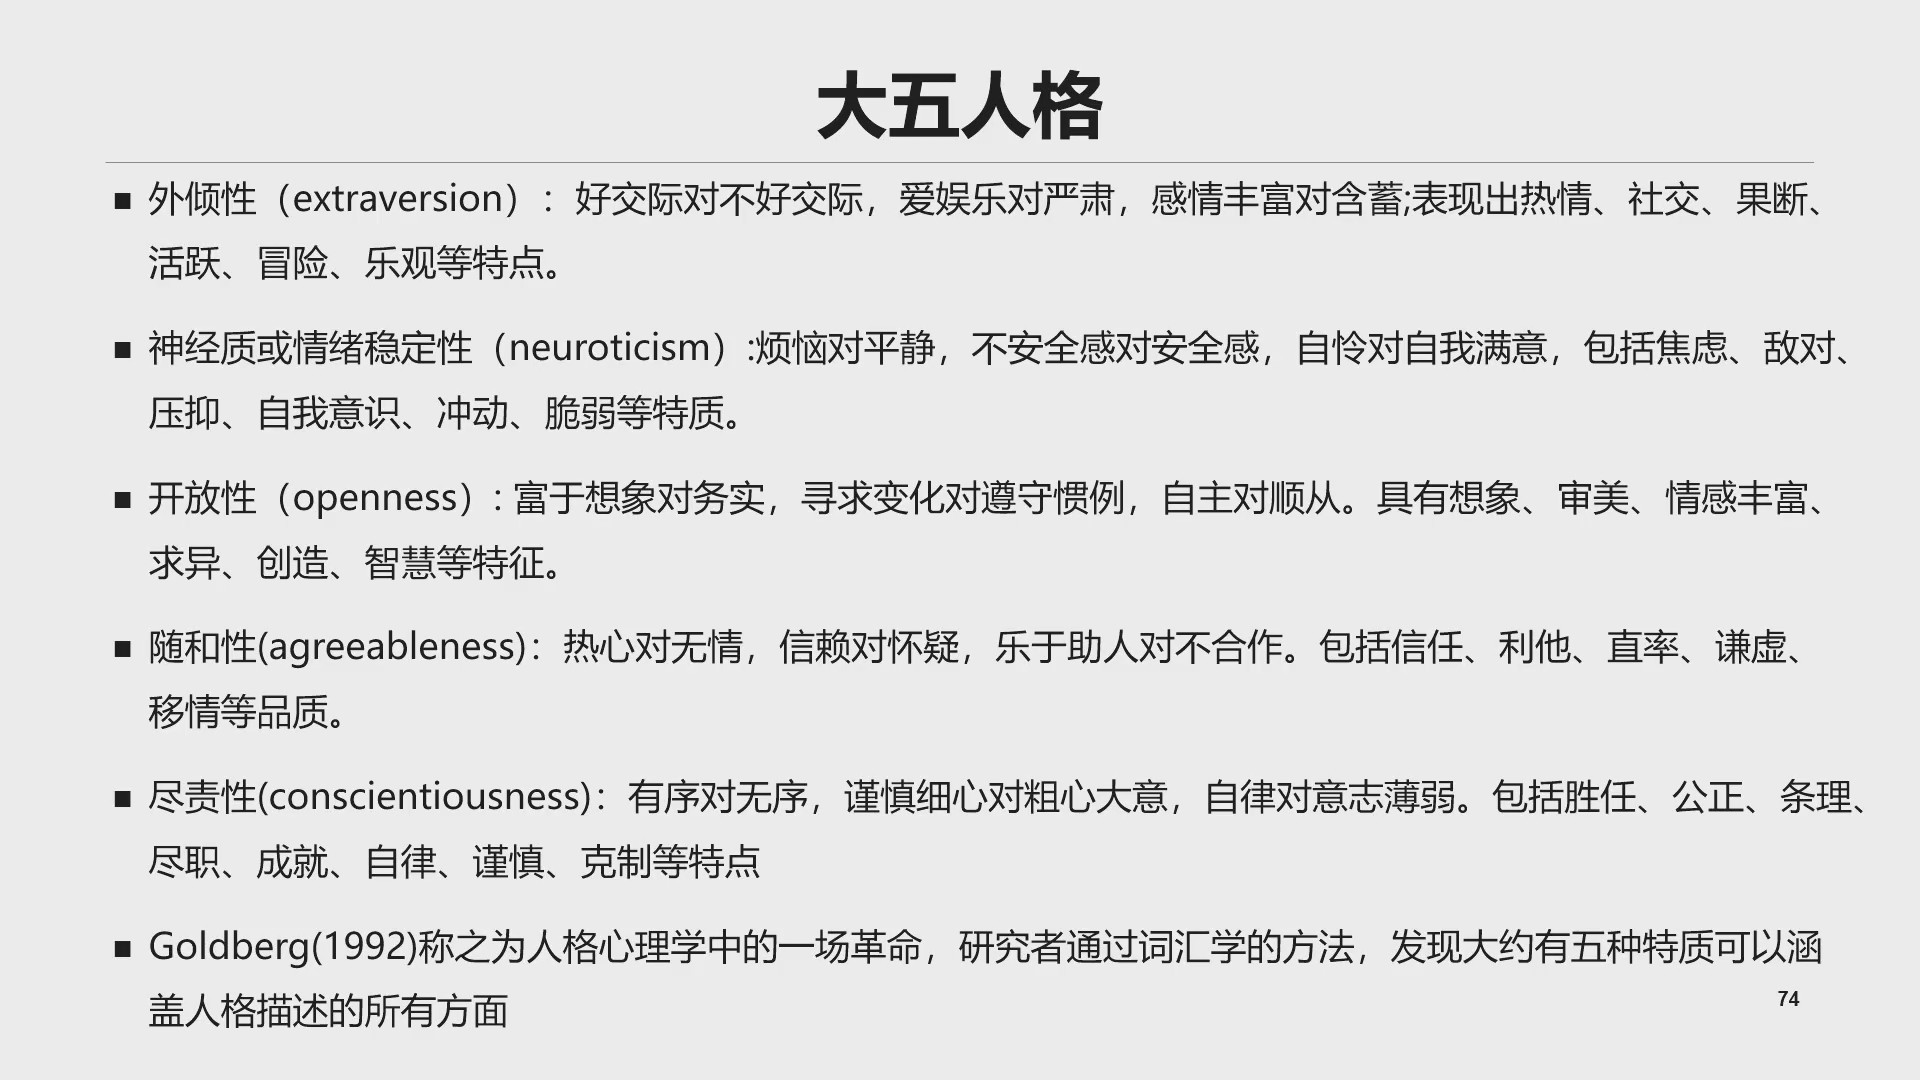 大五人格
■ 外倾性（extraversion）：好交际对不好交际，爱娱乐对严肃，感情丰富对含蓄;表现出热情、社交、果断、
活跃、冒险、乐观等特点。
■ 神经质或情绪稳定性（neuroticism）:烦恼对平静，不安全感对安全感，自怜对自我满意，包括焦虑、敌对、
压抑、自我意识、冲动、脆弱等特质。
■ 开放性（openness）: 富于想象对务实，寻求变化对遵守惯例，自主对顺从。具有想象、审美、情感丰富、
求异、创造、智慧等特征。
■ 随和性(agreeableness)：热心对无情，信赖对怀疑，乐于助人对不合作。包括信任、利他、直率、谦虚、
移情等品质。
■ 尽责性(conscientiousness)：有序对无序，谨慎细心对粗心大意，自律对意志薄弱。包括胜任、公正、条理、
尽职、成就、自律、谨慎、克制等特点
■ Goldberg(1992)称之为人格心理学中的一场革命，研究者通过词汇学的方法，发现大约有五种特质可以涵
盖人格描述的所有方面
74